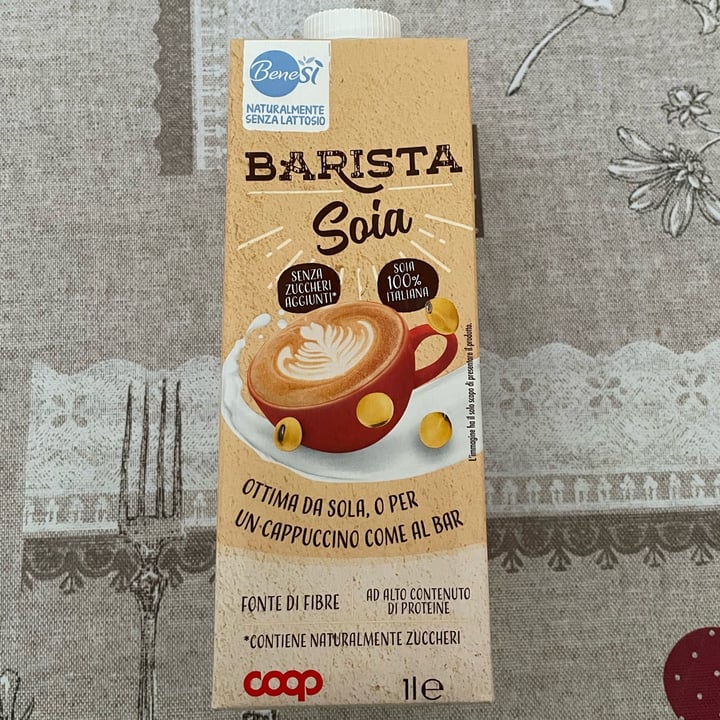 BeneSÌ
NATURALMENTE
SENZA LATTOSIO
BARISTA
Soia
SENZA
ZUCCHERI
AGGIUNTI*
SOIA
100%
ITALIANA
L'immagine ha il solo scopo di presentare il prodotto.
OTTIMA DA SOLA, O PER
UN CAPPUCCINO COME AL BAR
FONTE DI FIBRE
AD ALTO CONTENUTO
DI PROTEINE
*CONTIENE NATURALMENTE ZUCCHERI
coop
1l e